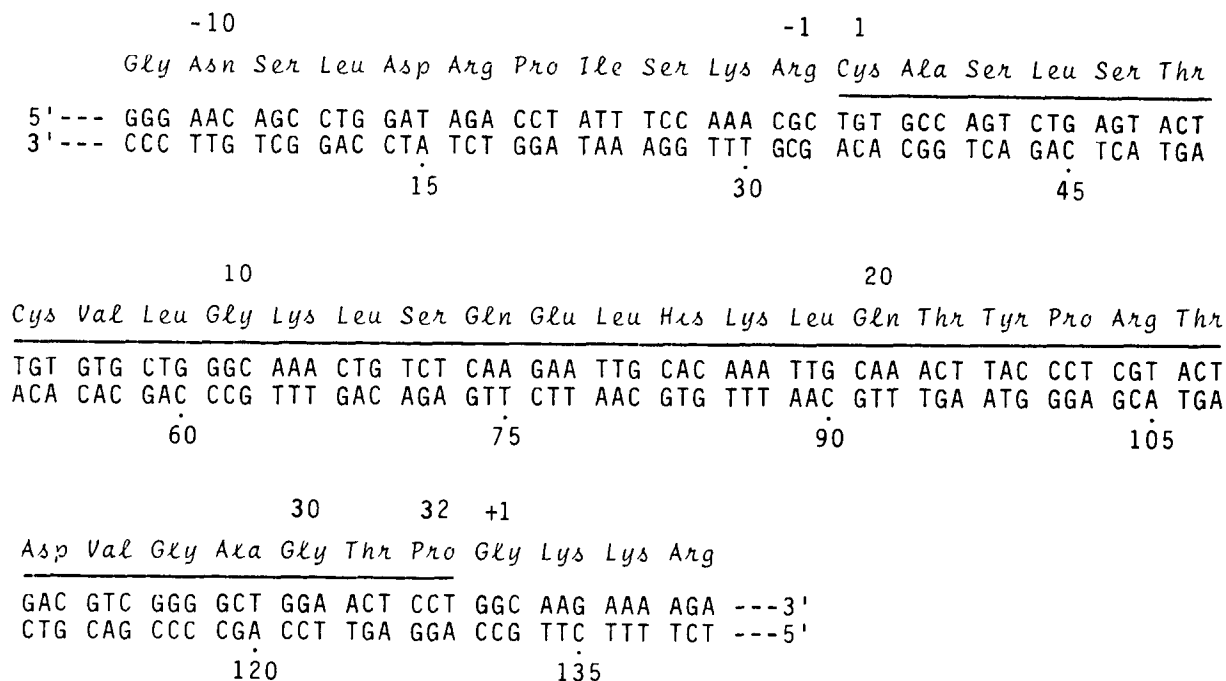 -10 -1 1
Gly Asn Ser Leu Asp Arg Pro Ile Ser Lys Arg Cys Ala Ser Leu Ser Thr
5'--- GGG AAC AGC CTG GAT AGA CCT ATT TCC AAA CGC TGT GCC AGT CTG AGT ACT
3'--- CCC TTG TCG GAC CTA TCT GGA TAA AGG TTT GCG ACA CGG TCA GAC TCA TGA
15 30 45
10 20
Cys Val Leu Gly Lys Leu Ser Gln Glu Leu His Lys Leu Gln Thr Tyr Pro Arg Thr
TGT GTG CTG GGC AAA CTG TCT CAA GAA TTG CAC AAA TTG CAA ACT TAC CCT CGT ACT
ACA CAC GAC CCG TTT GAC AGA GTT CTT AAC GTG TTT AAC GTT TGA ATG GGA GCA TGA
60 75 90 105
30 32 +1
Asp Val Gly Ala Gly Thr Pro Gly Lys Lys Arg
GAC GTC GGG GCT GGA ACT CCT GGC AAG AAA AGA ---3'
CTG CAG CCC CGA CCT TGA GGA CCG TTC TTT TCT ---5'
120 135